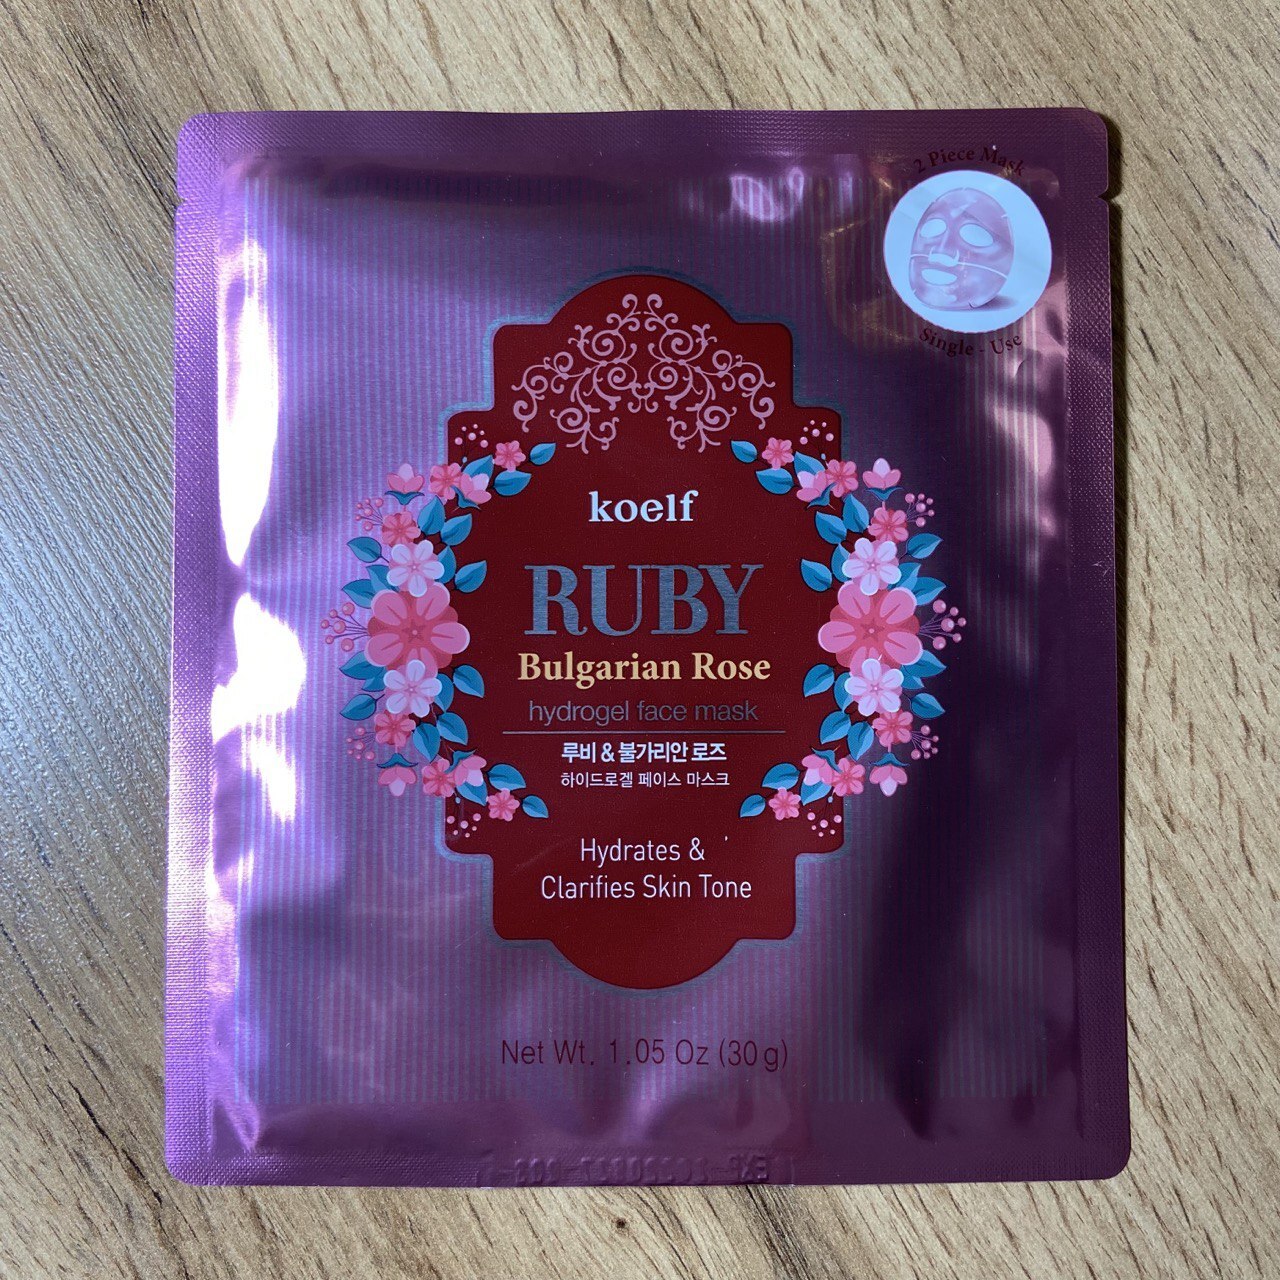 2 Piece Mask
Single - Use
koelf
RUBY
Bulgarian Rose
hydrogel face mask
루비 & 불가리안 로즈
하이드로겔 페이스 마스크
Hydrates &
Clarifies Skin Tone
Net Wt. 1.05 Oz (30 g)